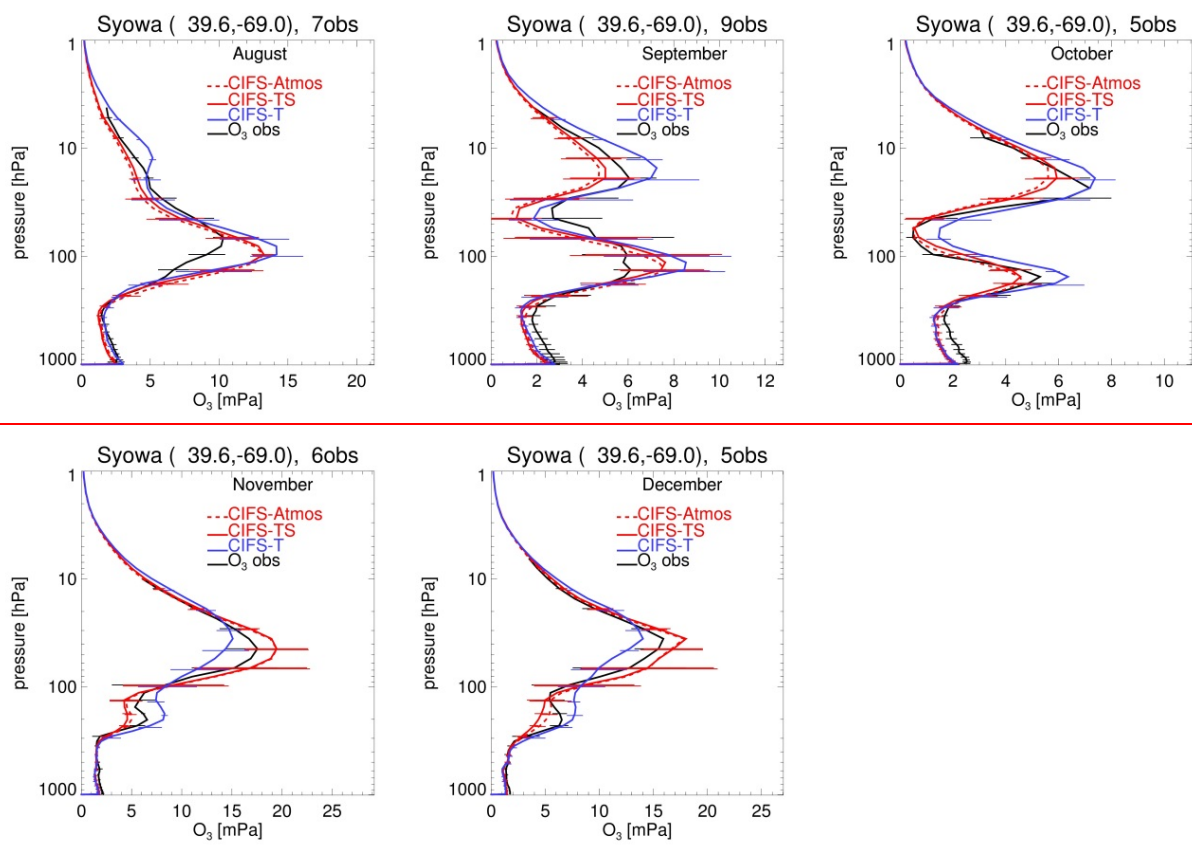 Syowa ( 39.6,-69.0), 7obs
1
10
100
1000
pressure [hPa]
August
CIFS-Atmos
CIFS-TS
CIFS-T
O₃ obs
0 5 10 15 20
O₃ [mPa]
Syowa ( 39.6,-69.0), 9obs
1
10
100
1000
pressure [hPa]
September
CIFS-Atmos
CIFS-TS
CIFS-T
O₃ obs
0 2 4 6 8 10 12
O₃ [mPa]
Syowa ( 39.6,-69.0), 5obs
1
10
100
1000
pressure [hPa]
October
CIFS-Atmos
CIFS-TS
CIFS-T
O₃ obs
0 2 4 6 8 10
O₃ [mPa]
Syowa ( 39.6,-69.0), 6obs
1
10
100
1000
pressure [hPa]
November
CIFS-Atmos
CIFS-TS
CIFS-T
O₃ obs
0 5 10 15 20 25
O₃ [mPa]
Syowa ( 39.6,-69.0), 5obs
1
10
100
1000
pressure [hPa]
December
CIFS-Atmos
CIFS-TS
CIFS-T
O₃ obs
0 5 10 15 20 25
O₃ [mPa]